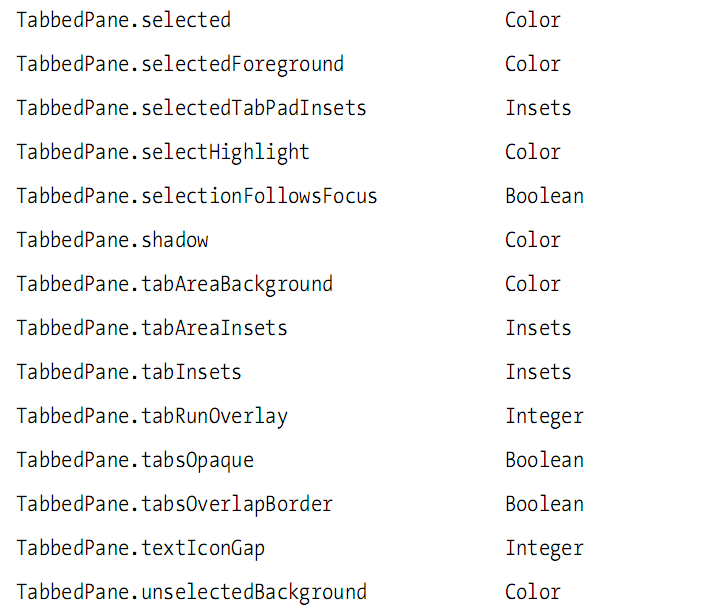 TabbedPane.selected Color
TabbedPane.selectedForeground Color
TabbedPane.selectedTabPadInsets Insets
TabbedPane.selectHighlight Color
TabbedPane.selectionFollowsFocus Boolean
TabbedPane.shadow Color
TabbedPane.tabAreaBackground Color
TabbedPane.tabAreaInsets Insets
TabbedPane.tabInsets Insets
TabbedPane.tabRunOverlay Integer
TabbedPane.tabsOpaque Boolean
TabbedPane.tabsOverlapBorder Boolean
TabbedPane.textIconGap Integer
TabbedPane.unselectedBackground Color